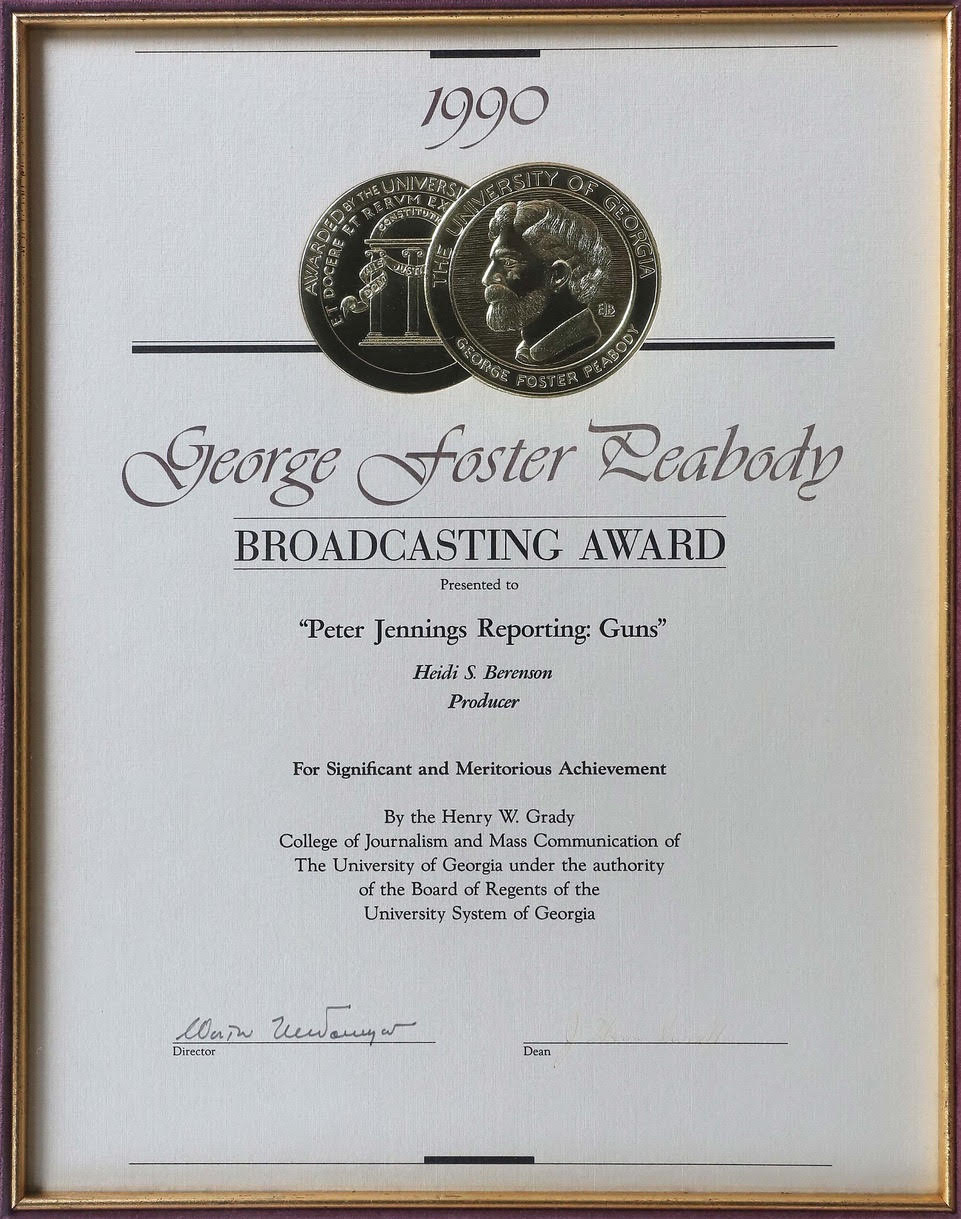 1990
AWARDED BY THE UNIVERSI
ET DOCERE ET RERVM EX
JUSTI
THE UNIVERSITY OF GEORGIA
EJB
GEORGE FOSTER PEABODY
George Foster Peabody
BROADCASTING AWARD
Presented to
“Peter Jennings Reporting: Guns”
Heidi S. Berenson
Producer
For Significant and Meritorious Achievement
By the Henry W. Grady
College of Journalism and Mass Communication of
The University of Georgia under the authority
of the Board of Regents of the
University System of Georgia
Director
Dean